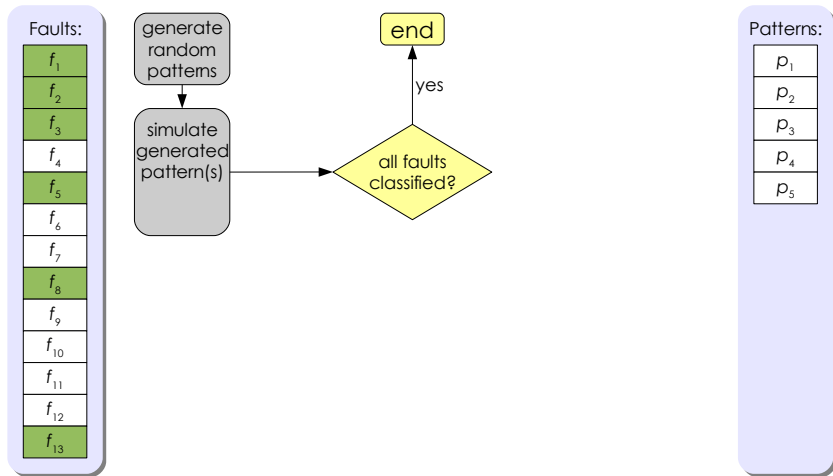 Faults:
f₁
f₂
f₃
f₄
f₅
f₆
f₇
f₈
f₉
f₁₀
f₁₁
f₁₂
f₁₃
generate
random
patterns
simulate
generated
pattern(s)
end
yes
all faults
classified?
Patterns:
p₁
p₂
p₃
p₄
p₅